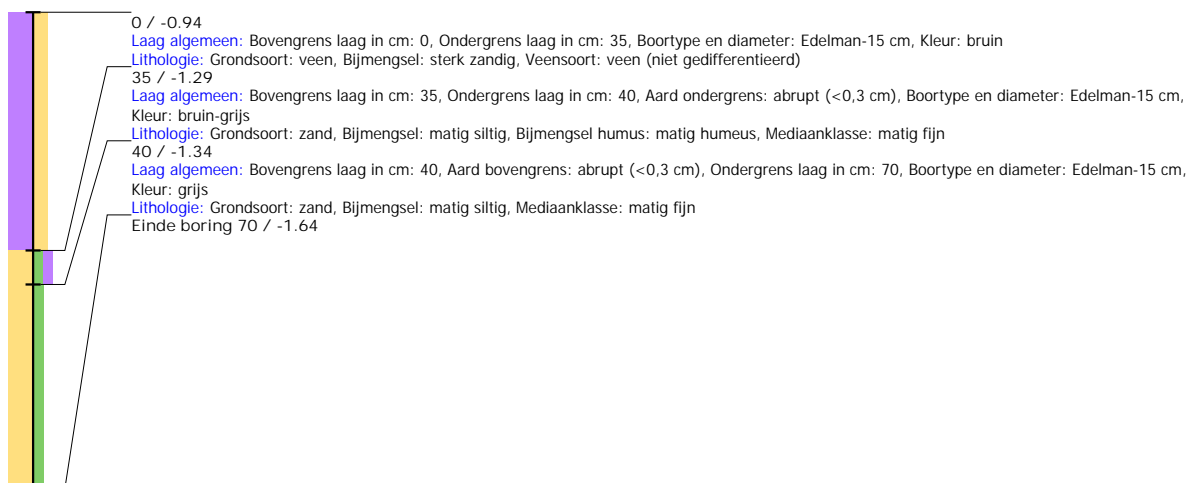 0 / -0.94
Laag algemeen: Bovengrens laag in cm: 0, Ondergrens laag in cm: 35, Boortype en diameter: Edelman-15 cm, Kleur: bruin
Lithologie: Grondsoort: veen, Bijmengsel: sterk zandig, Veensoort: veen (niet gedifferentieerd)
35 / -1.29
Laag algemeen: Bovengrens laag in cm: 35, Ondergrens laag in cm: 40, Aard ondergrens: abrupt (<0,3 cm), Boortype en diameter: Edelman-15 cm,
Kleur: bruin-grijs
Lithologie: Grondsoort: zand, Bijmengsel: matig siltig, Bijmengsel humus: matig humeus, Mediaanklasse: matig fijn
40 / -1.34
Laag algemeen: Bovengrens laag in cm: 40, Aard bovengrens: abrupt (<0,3 cm), Ondergrens laag in cm: 70, Boortype en diameter: Edelman-15 cm,
Kleur: grijs
Lithologie: Grondsoort: zand, Bijmengsel: matig siltig, Mediaanklasse: matig fijn
Einde boring 70 / -1.64